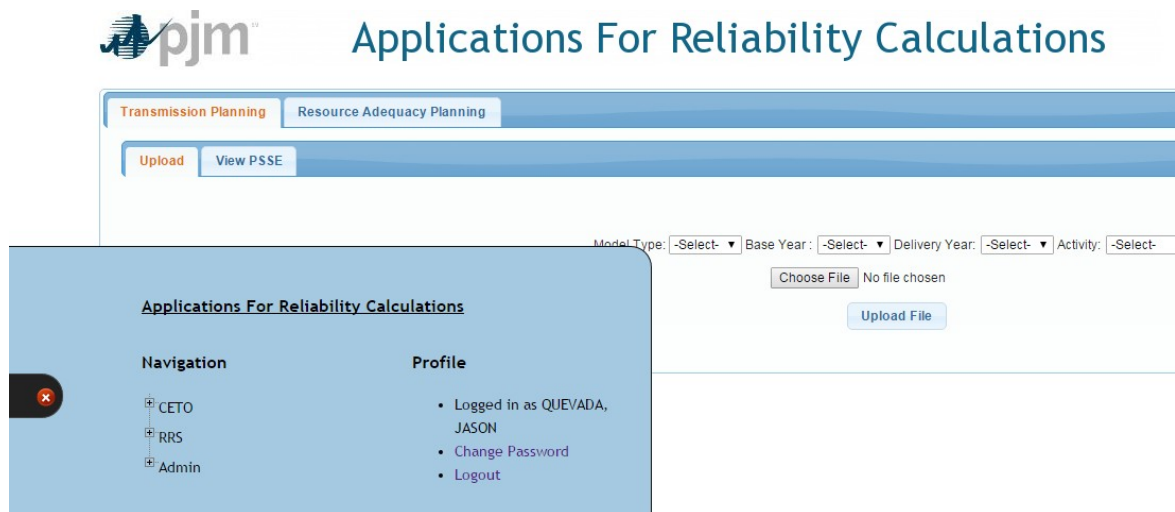 pjm
Applications For Reliability Calculations
Transmission Planning Resource Adequacy Planning
Upload View PSSE
Model Type: -Select- Base Year : -Select- Delivery Year: -Select- Activity: -Select-
Choose File No file chosen
Upload File
Applications For Reliability Calculations
Navigation Profile
CETO
RRS
Admin
• Logged in as QUEVADA,
JASON
• Change Password
• Logout